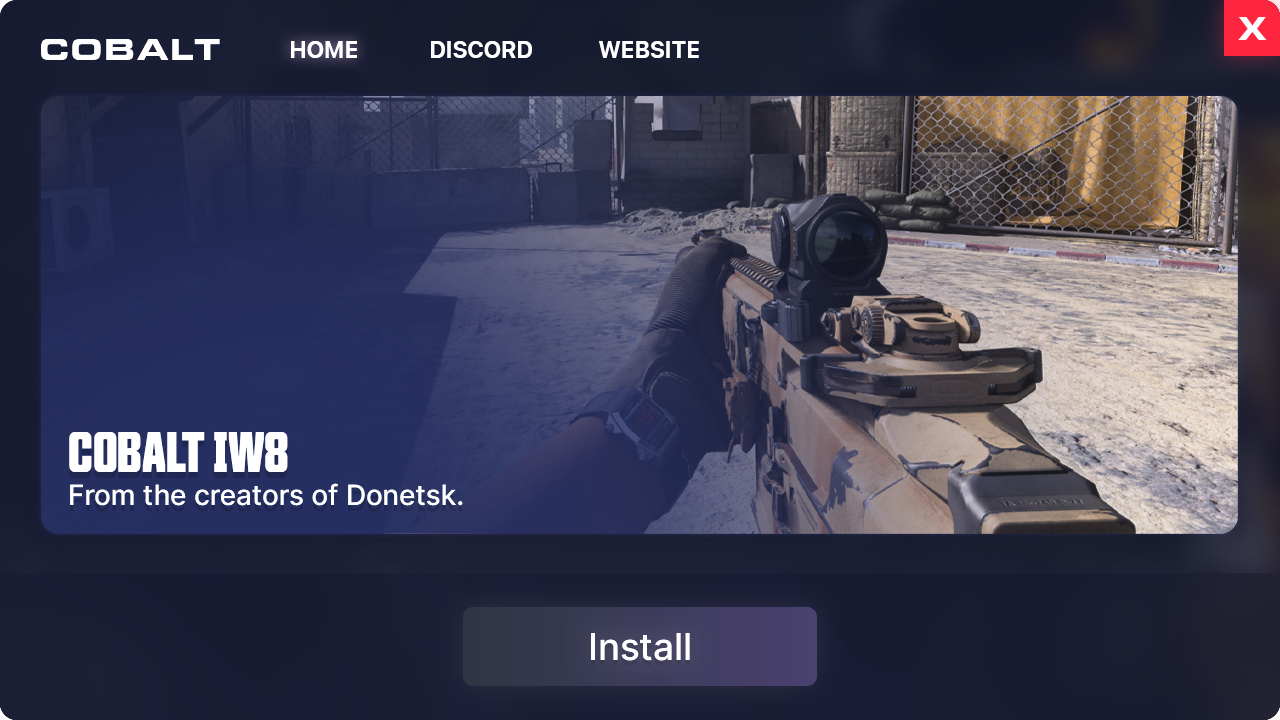 COBALT
HOME
DISCORD
WEBSITE
X
COBALT IW8
From the creators of Donetsk.
Install